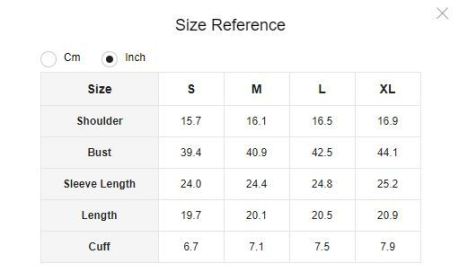 Size Reference
Cm Inch
Size S M L XL
Shoulder 15.7 16.1 16.5 16.9
Bust 39.4 40.9 42.5 44.1
Sleeve Length 24.0 24.4 24.8 25.2
Length 19.7 20.1 20.5 20.9
Cuff 6.7 7.1 7.5 7.9